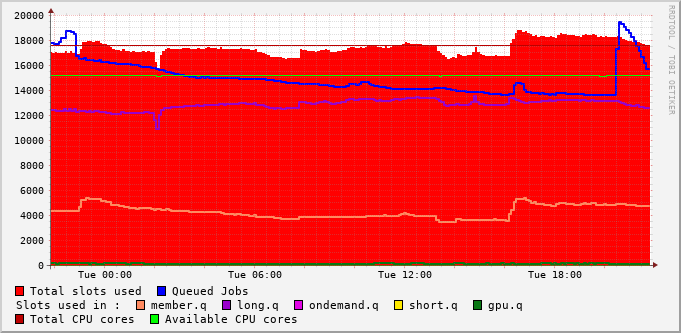 20000
18000
16000
14000
12000
10000
8000
6000
4000
2000
0
Tue 00:00 Tue 06:00 Tue 12:00 Tue 18:00
RRDTOOL / TOBI OETIKER
Total slots used Queued Jobs
Slots used in : member.q long.q ondemand.q short.q gpu.q
Total CPU cores Available CPU cores